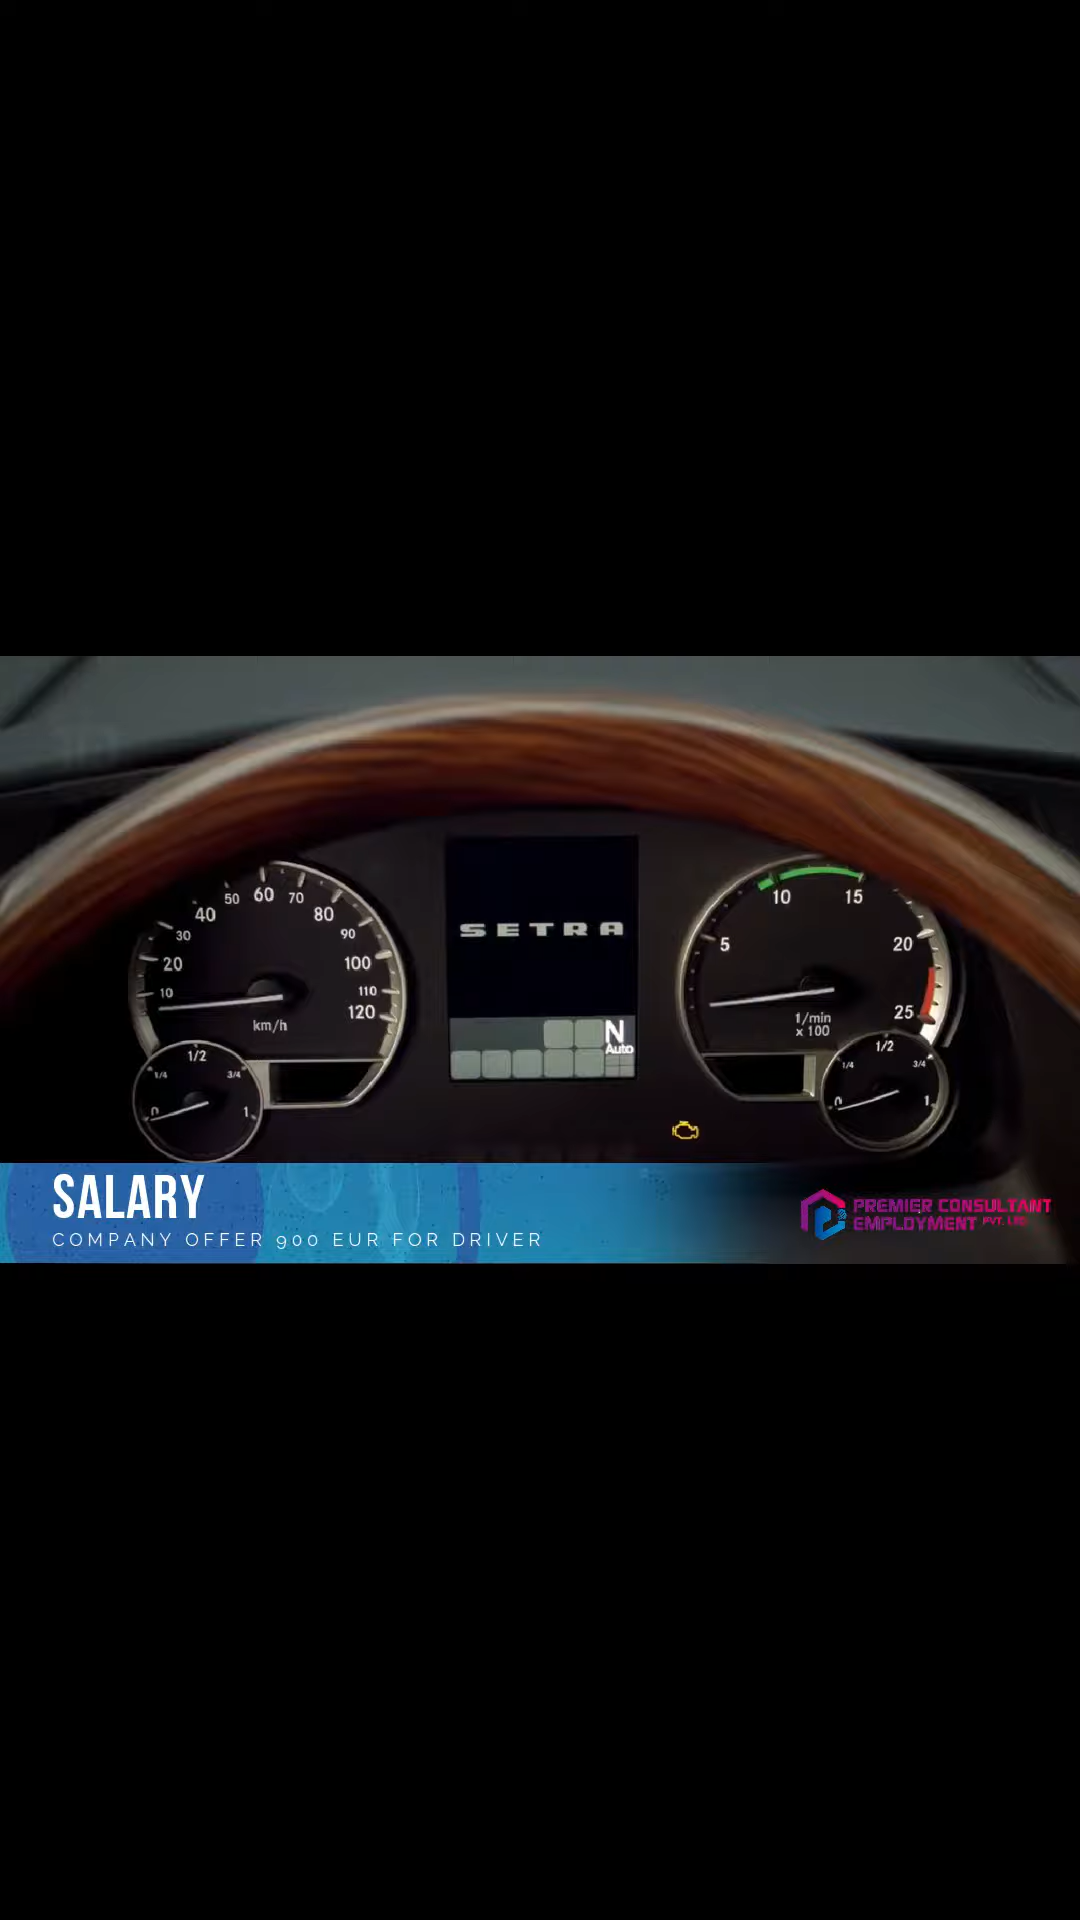 10 20 30 40 50 60 70 80 90 100 110 120
km/h
0 1/4 1/2 3/4 1
SETRA
N
Auto
5 10 15 20 25
1/min
x 100
0 1/4 1/2 3/4 1
SALARY
COMPANY OFFER 900 EUR FOR DRIVER
PREMIER CONSULTANT
EMPLOYMENT PVT. LTD